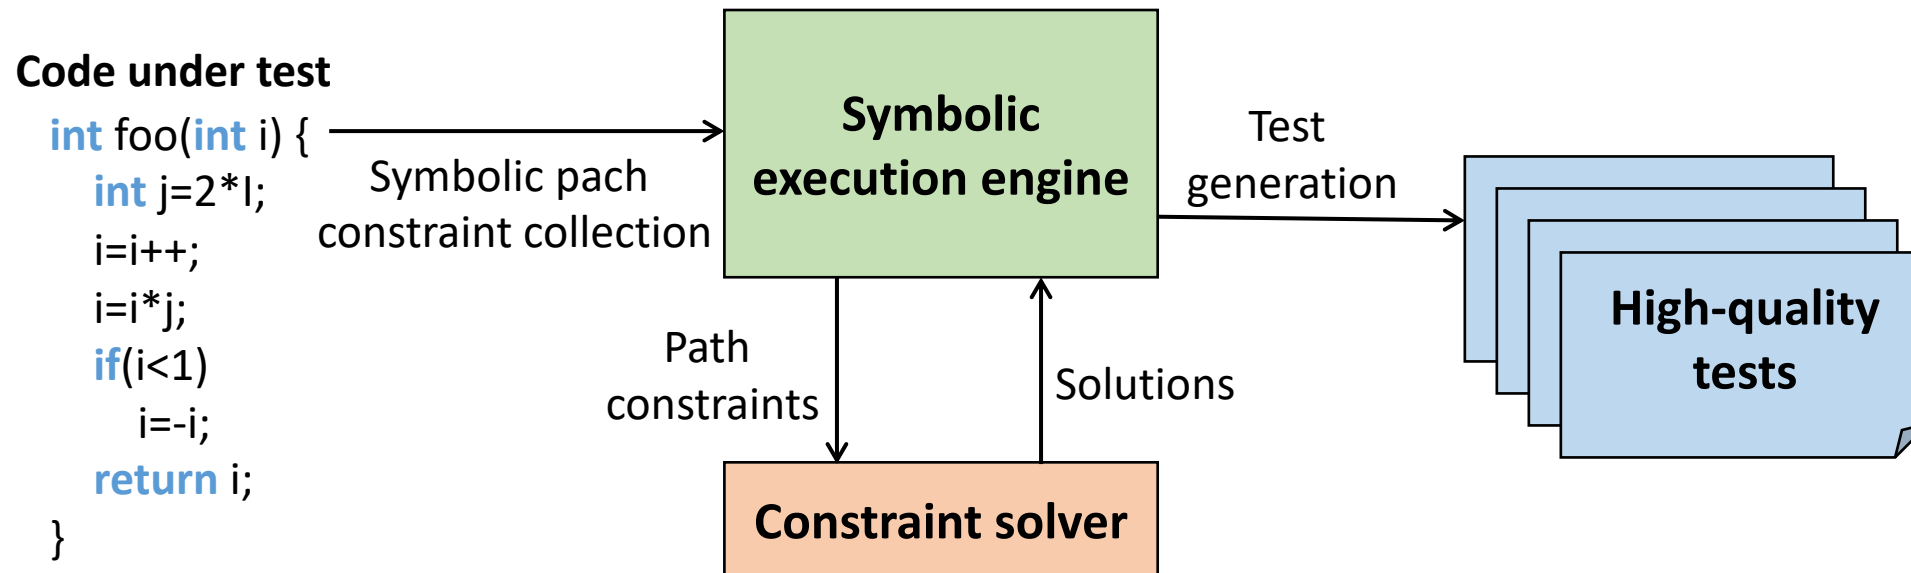 Code under test
int foo(int i) {
int j=2*I;
i=i++;
i=i*j;
if(i<1)
i=-i;
return i;
}
Symbolic pach
constraint collection
Symbolic
execution engine
Path
constraints
Solutions
Constraint solver
Test
generation
High-quality
tests